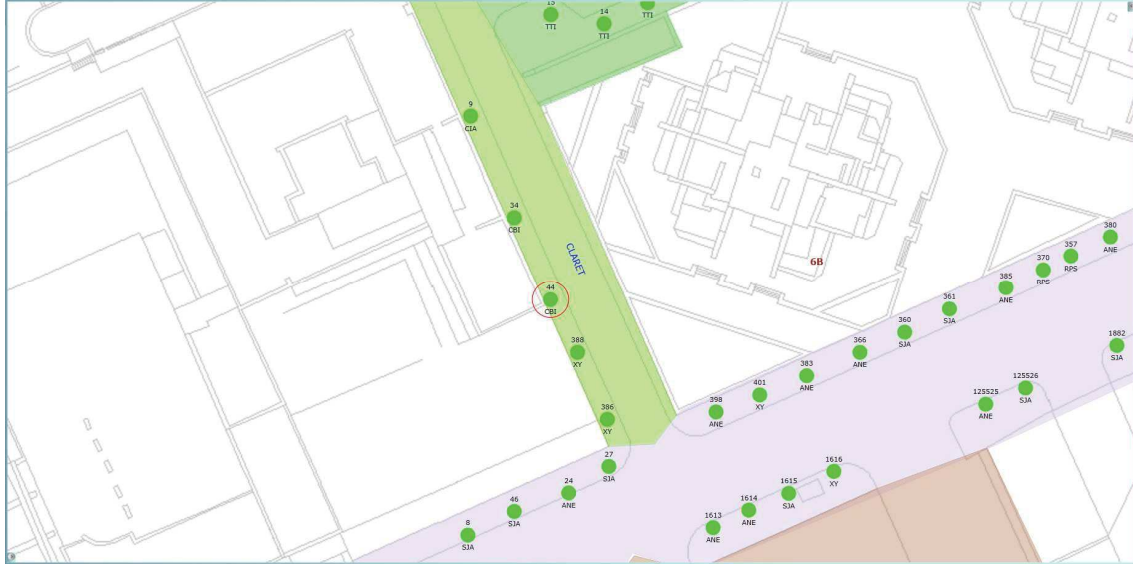 15
TTI
14
TTI
TTI
9
CIA
34
CBI
CLARET
44
CBI
388
XY
386
XY
27
SJA
24
ANE
46
SJA
8
SJA
6B
380
ANE
357
RPS
370
RPS
385
ANE
361
SJA
360
SJA
366
ANE
383
ANE
401
XY
398
ANE
1882
SJA
125526
SJA
125525
ANE
1616
XY
1615
SJA
1614
ANE
1613
ANE